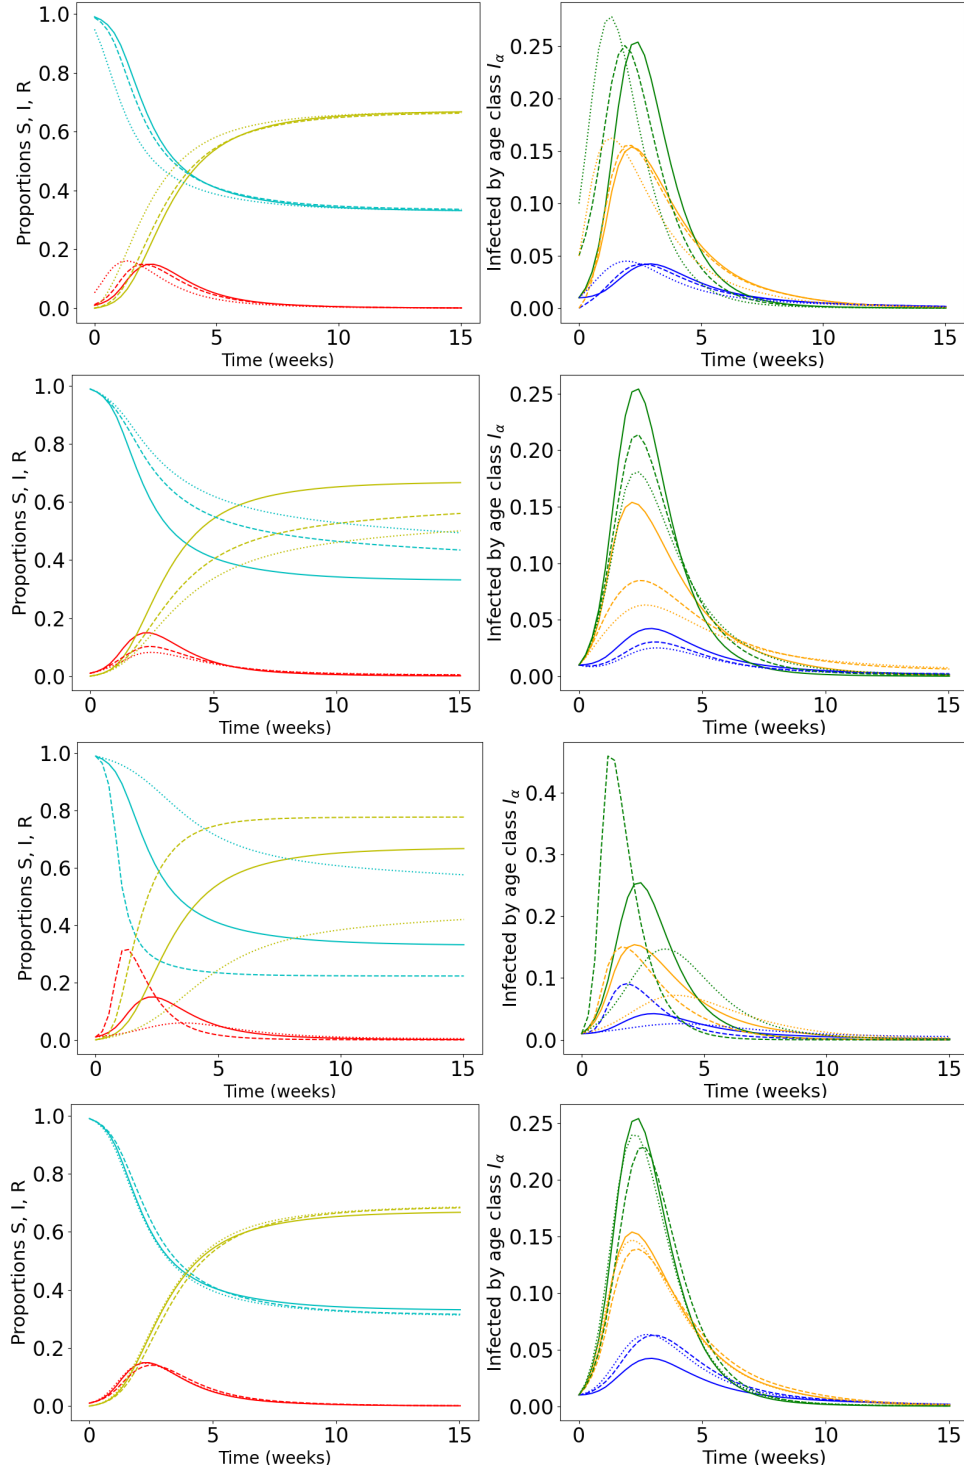 Proportions S, I, R
1.0
0.8
0.6
0.4
0.2
0.0
0 5 10 15
Time (weeks)
Infected by age class I_α
0.25
0.20
0.15
0.10
0.05
0.00
0 5 10 15
Time (weeks)
Proportions S, I, R
1.0
0.8
0.6
0.4
0.2
0.0
0 5 10 15
Time (weeks)
Infected by age class I_α
0.25
0.20
0.15
0.10
0.05
0.00
0 5 10 15
Time (weeks)
Proportions S, I, R
1.0
0.8
0.6
0.4
0.2
0.0
0 5 10 15
Time (weeks)
Infected by age class I_α
0.4
0.3
0.2
0.1
0.0
0 5 10 15
Time (weeks)
Proportions S, I, R
1.0
0.8
0.6
0.4
0.2
0.0
0 5 10 15
Time (weeks)
Infected by age class I_α
0.25
0.20
0.15
0.10
0.05
0.00
0 5 10 15
Time (weeks)